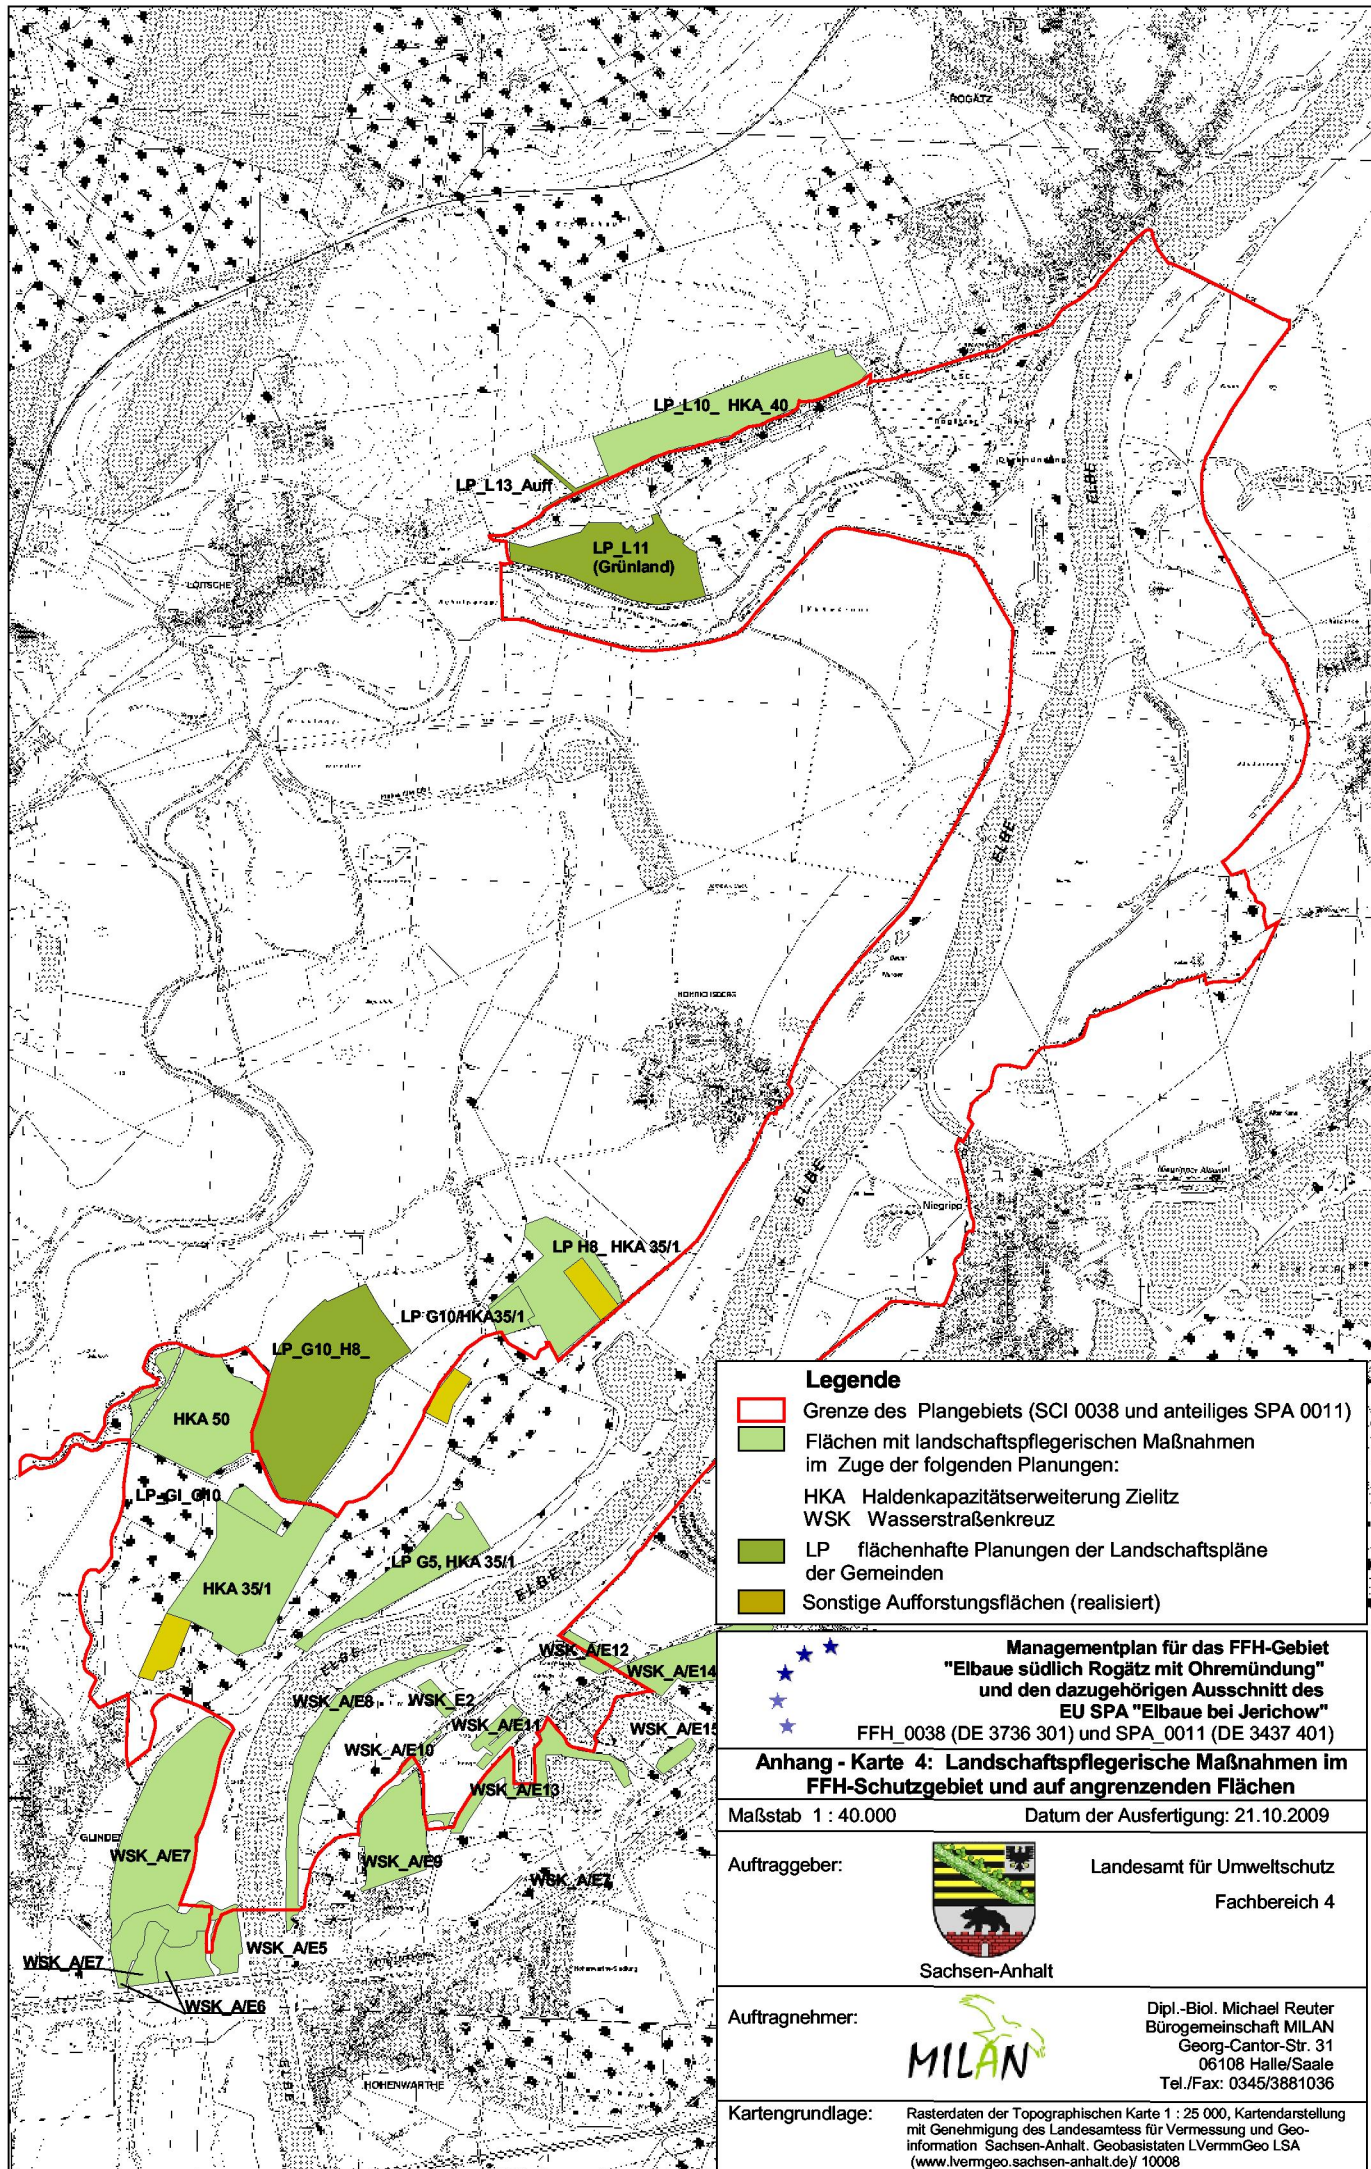 ROGÄTZ
LP_L10_ HKA_40
LP_L13_Auff
LP_L11
(Grünland)
ELBE
LOITSCHE
ELBE
HEINRICHSBERG
ELBE
Niegripp
LP H8_ HKA 35/1
LP G10/HKA35/1
LP_G10_H8_
HKA 50
LP-GI_G10
LP G5, HKA 35/1
HKA 35/1
ELBE
ELBE
WSK_A/E12
WSK_A/E14
WSK_A/E8
WSK_E2
WSK_A/E11
WSK_A/E15
WSK_A/E10
WSK_A/E13
WSK_A/E7
WSK_A/E9
WSK_A/E7
WSK_A/E5
WSK_A/E7
WSK_A/E6
Hohenwarthe-Siedlung
ELBE
HOHENWARTHE
Legende
Grenze des Plangebiets (SCI 0038 und anteiliges SPA 0011)
Flächen mit landschaftspflegerischen Maßnahmen
im Zuge der folgenden Planungen:
HKA Haldenkapazitätserweiterung Zielitz
WSK Wasserstraßenkreuz
LP flächenhafte Planungen der Landschaftspläne
der Gemeinden
Sonstige Aufforstungsflächen (realisiert)
Managementplan für das FFH-Gebiet
"Elbaue südlich Rogätz mit Ohremündung"
und den dazugehörigen Ausschnitt des
EU SPA "Elbaue bei Jerichow"
FFH_0038 (DE 3736 301) und SPA_0011 (DE 3437 401)
Anhang - Karte 4: Landschaftspflegerische Maßnahmen im
FFH-Schutzgebiet und auf angrenzenden Flächen
Maßstab 1 : 40.000 Datum der Ausfertigung: 21.10.2009
Auftraggeber:
Landesamt für Umweltschutz
Fachbereich 4
Sachsen-Anhalt
Auftragnehmer:
MILAN
Dipl.-Biol. Michael Reuter
Bürogemeinschaft MILAN
Georg-Cantor-Str. 31
06108 Halle/Saale
Tel./Fax: 0345/3881036
Kartengrundlage:
Rasterdaten der Topographischen Karte 1 : 25 000, Kartendarstellung
mit Genehmigung des Landesamtess für Vermessung und Geo-
information Sachsen-Anhalt. Geobasistaten LVermmGeo LSA
(www.lvermgeo.sachsen-anhalt.de)/ 10008